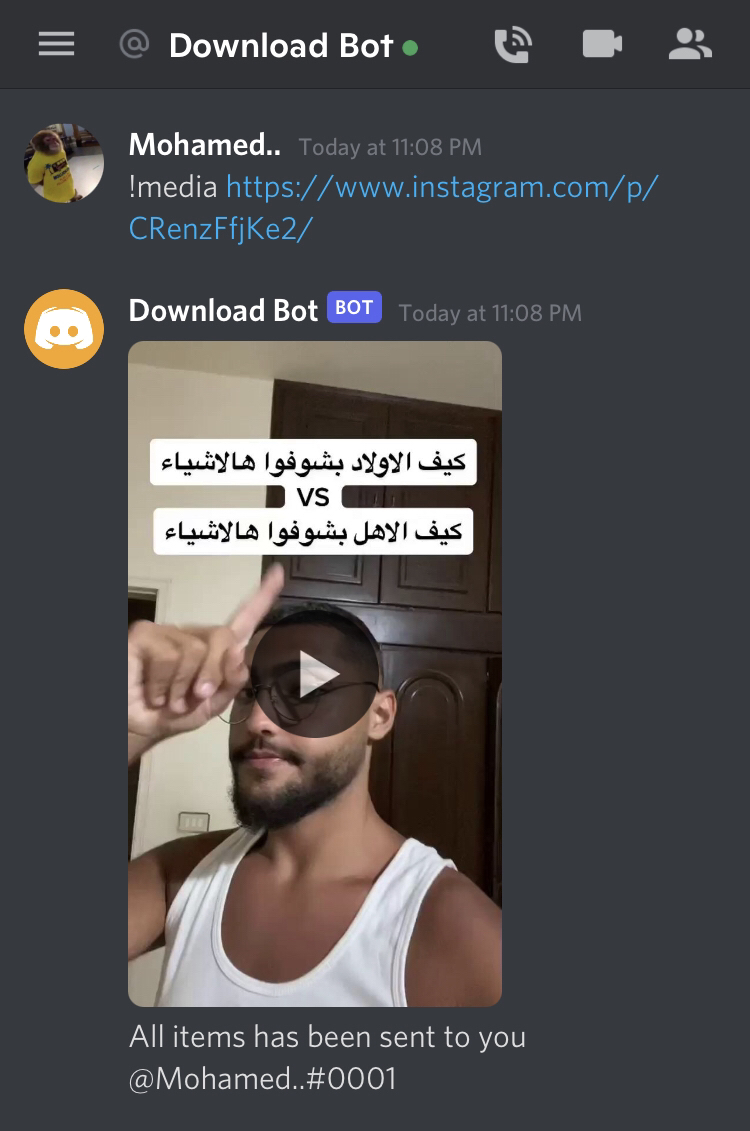 @ Download Bot
Mohamed.. Today at 11:08 PM
!media https://www.instagram.com/p/
CRenzFfjKe2/
Download Bot BOT Today at 11:08 PM
كيف الاولاد بشوفوا هالاشياء
VS
كيف الاهل بشوفوا هالاشياء
All items has been sent to you
@Mohamed..#0001